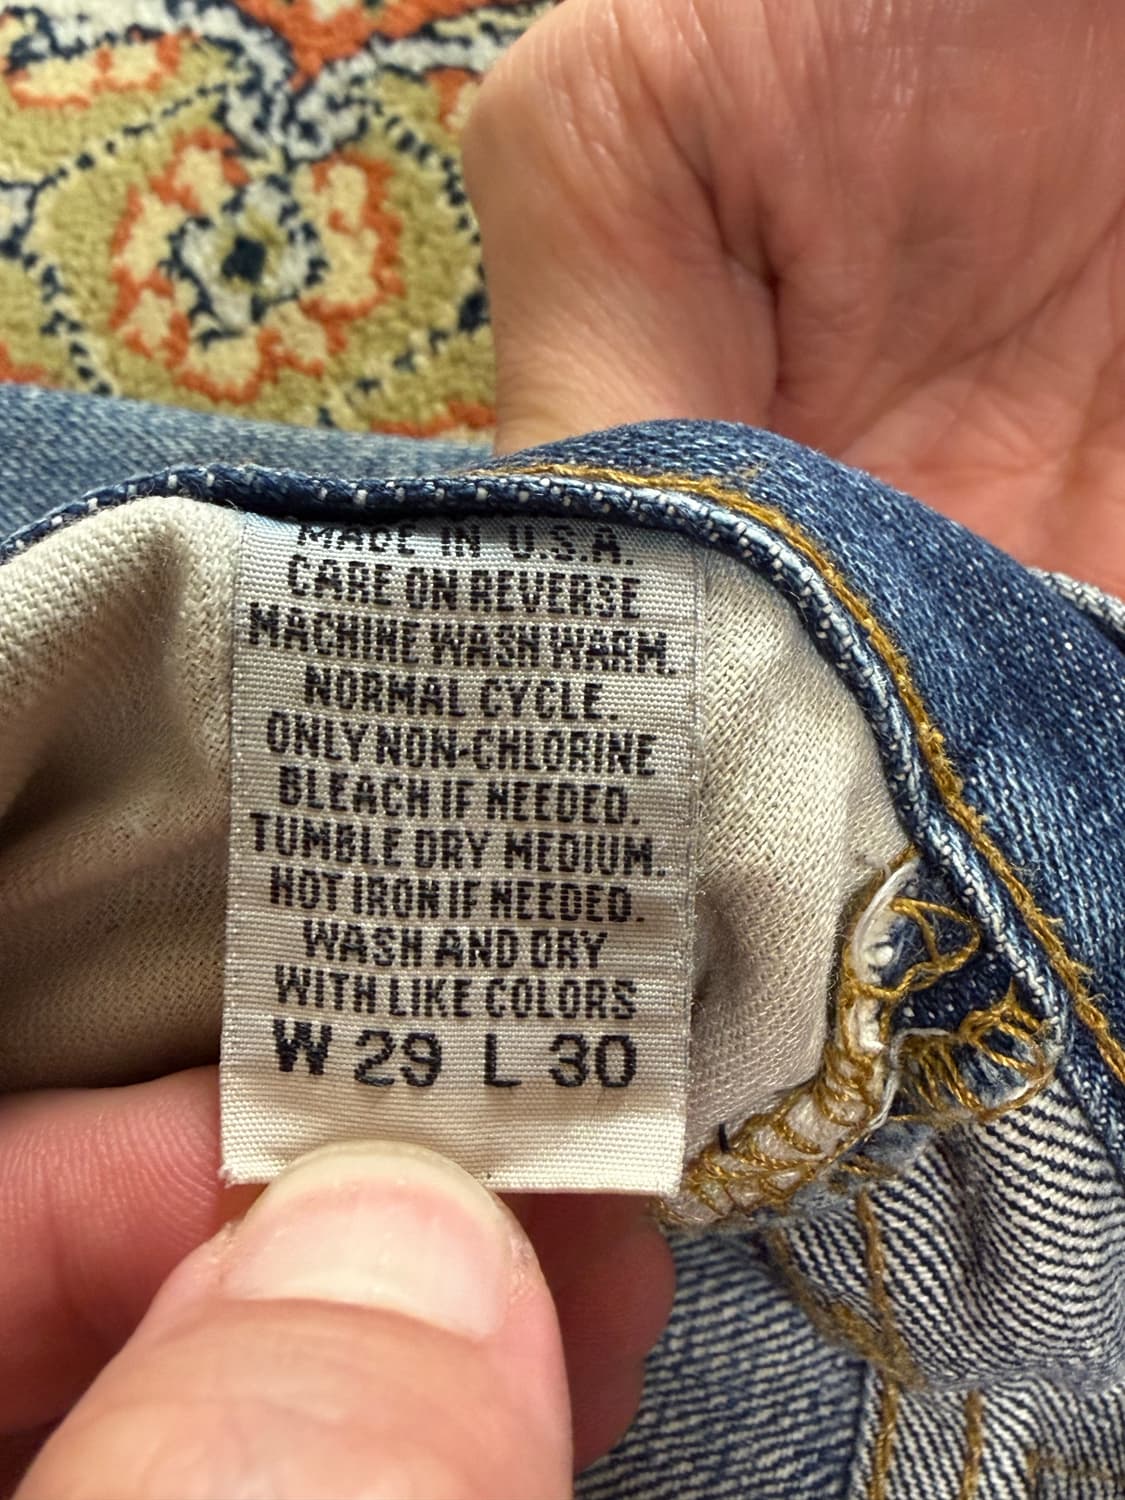 MADE IN U.S.A.
CARE ON REVERSE
MACHINE WASH WARM.
NORMAL CYCLE.
ONLY NON-CHLORINE
BLEACH IF NEEDED.
TUMBLE DRY MEDIUM.
HOT IRON IF NEEDED.
WASH AND DRY
WITH LIKE COLORS
W 29 L 30